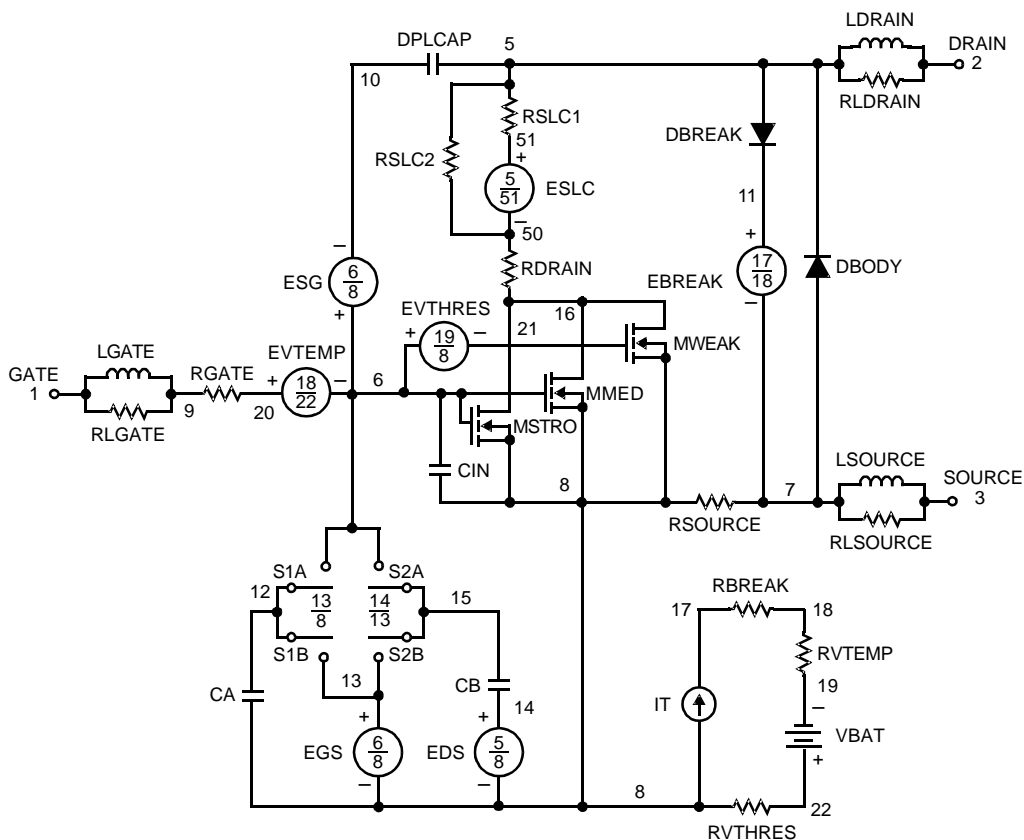 LDRAIN
DPLCAP 5 DRAIN
10 2
RLDRAIN
RSLC1
51 DBREAK
RSLC2 +
5
51 ESLC 11
–
50
– +
RDRAIN 17
18 DBODY
6
8 EBREAK
ESG
EVTHRES 16 –
+ + 19
8 – 21
MWEAK
LGATE EVTEMP
GATE RGATE + 18
22 – 6 MMED
1 9 20
RLGATE MSTRO
CIN LSOURCE
8 7 SOURCE
3
RSOURCE
RLSOURCE
S1A S2A
12 13
8 14
13 15 RBREAK
17 18
S1B S2B RVTEMP
13 CB
CA 19
14 IT –
+ +
VBAT
EGS 6
8 EDS 5
8 +
– – 8
22
RVTHRES